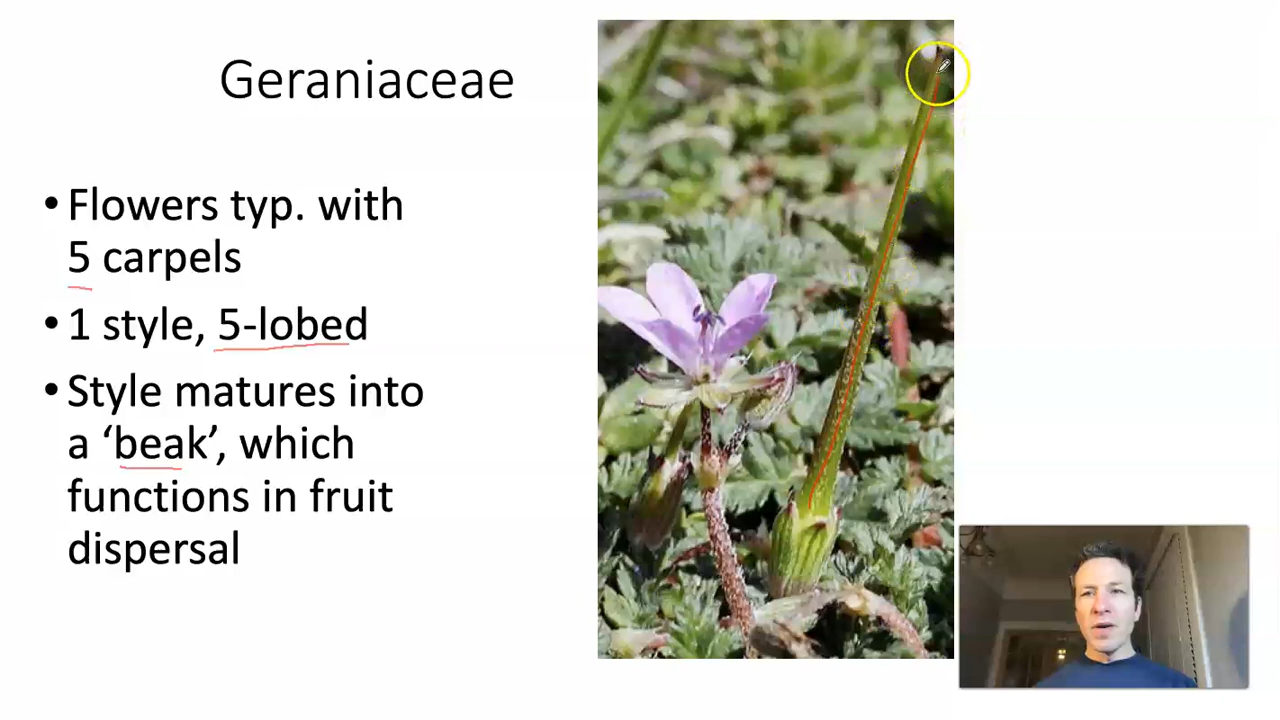 Geraniaceae
• Flowers typ. with
5 carpels
• 1 style, 5-lobed
• Style matures into
a ‘beak’, which
functions in fruit
dispersal